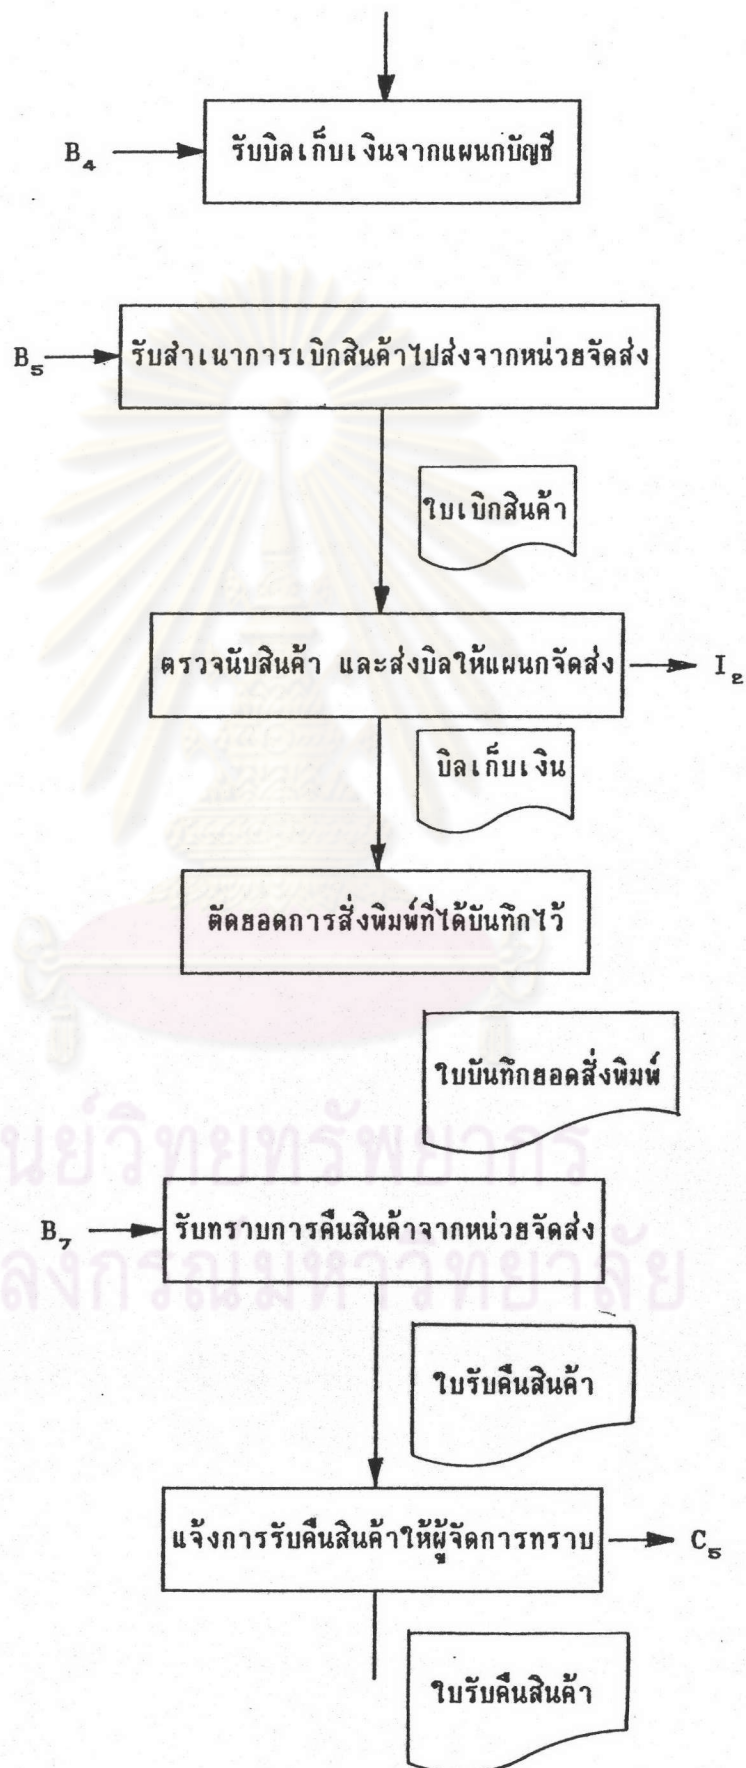 B₄ รับบิลเก็บเงินจากแผนกบัญชี
B₅ รับสำเนาการเบิกสินค้าไปส่งจากหน่วยจัดส่ง
ใบเบิกสินค้า
ตรวจนับสินค้า และส่งบิลให้แผนกจัดส่ง I₂
บิลเก็บเงิน
ตัดยอดการสั่งพิมพ์ที่ได้บันทึกไว้
ใบบันทึกยอดสั่งพิมพ์
B₇ รับทราบการคืนสินค้าจากหน่วยจัดส่ง
ใบรับคืนสินค้า
แจ้งการรับคืนสินค้าให้ผู้จัดการทราบ C₅
ใบรับคืนสินค้า